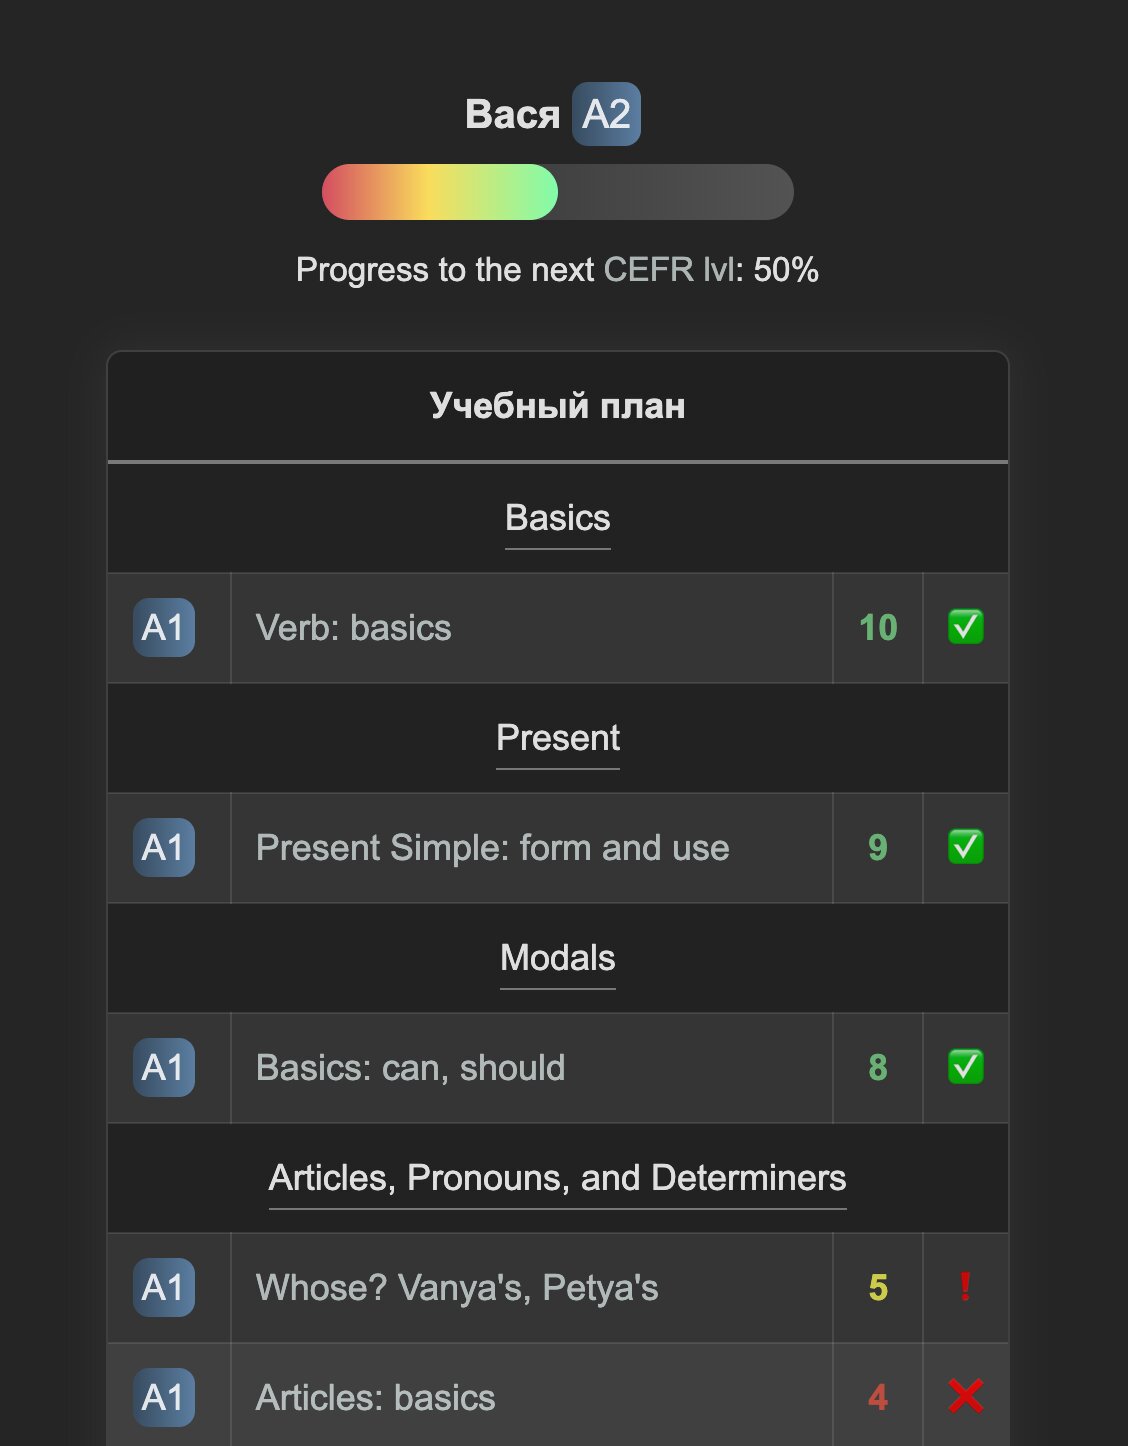 Вася A2
Progress to the next CEFR lvl: 50%
Учебный план
Basics
A1 Verb: basics 10 ✅
Present
A1 Present Simple: form and use 9 ✅
Modals
A1 Basics: can, should 8 ✅
Articles, Pronouns, and Determiners
A1 Whose? Vanya's, Petya's 5 ❗
A1 Articles: basics 4 ❌